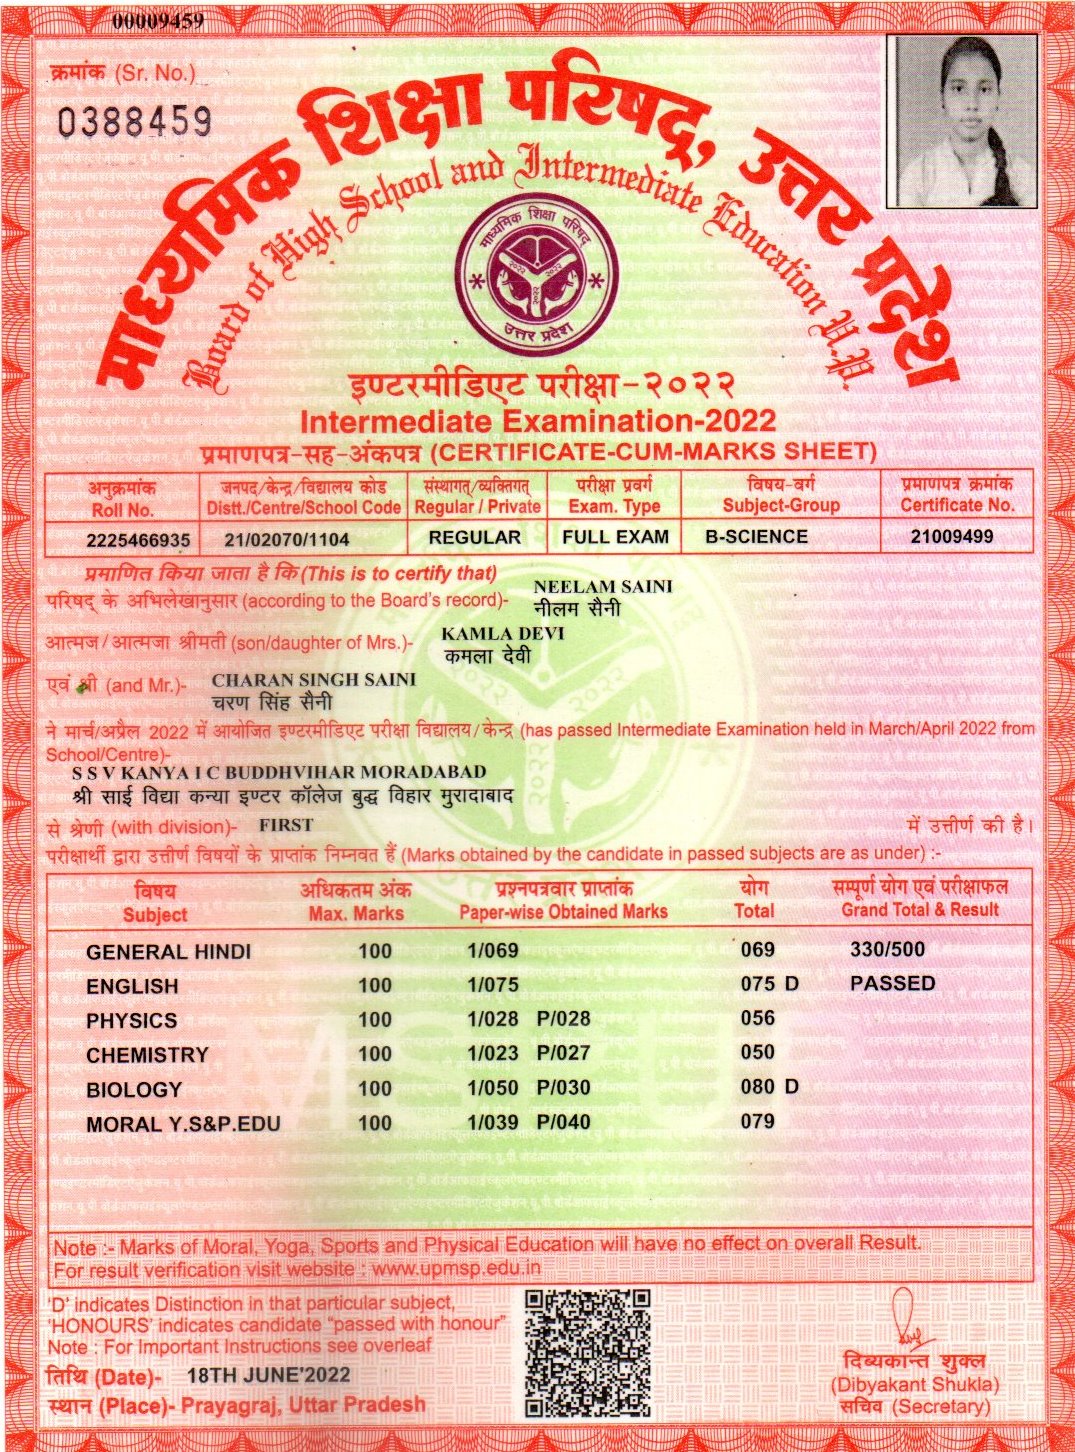 00009459
क्रमांक (Sr. No.)
0388459
माध्यमिक शिक्षा परिषद्, उत्तर प्रदेश
Board of High School and Intermediate Education U.P.
माध्यमिक शिक्षा परिषद्
२०२२ २०२२
२०२२
उत्तर प्रदेश
इण्टरमीडिएट परीक्षा-२०२२
Intermediate Examination-2022
प्रमाणपत्र-सह-अंकपत्र (CERTIFICATE-CUM-MARKS SHEET)
अनुक्रमांक जनपद/केन्द्र/विद्यालय कोड संस्थागत्/व्यक्तिगत् परीक्षा प्रवर्ग विषय-वर्ग प्रमाणपत्र क्रमांक
Roll No. Distt./Centre/School Code Regular / Private Exam. Type Subject-Group Certificate No.
2225466935 21/02070/1104 REGULAR FULL EXAM B-SCIENCE 21009499
प्रमाणित किया जाता है कि (This is to certify that) NEELAM SAINI
परिषद् के अभिलेखानुसार (according to the Board's record)- नीलम सैनी
आत्मज/आत्मजा श्रीमती (son/daughter of Mrs.)- KAMLA DEVI
कमला देवी
एवं श्री (and Mr.)- CHARAN SINGH SAINI
चरण सिंह सैनी
ने मार्च/अप्रैल 2022 में आयोजित इण्टरमीडिएट परीक्षा विद्यालय/केन्द्र (has passed Intermediate Examination held in March/April 2022 from
School/Centre)-
S S V KANYA I C BUDDHVIHAR MORADABAD
श्री साई विद्या कन्या इण्टर कॉलेज बुद्ध विहार मुरादाबाद
से श्रेणी (with division)- FIRST में उत्तीर्ण की है।
परीक्षार्थी द्वारा उत्तीर्ण विषयों के प्राप्तांक निम्नवत हैं (Marks obtained by the candidate in passed subjects are as under) :-
विषय अधिकतम अंक प्रश्नपत्रवार प्राप्तांक योग सम्पूर्ण योग एवं परीक्षाफल
Subject Max. Marks Paper-wise Obtained Marks Total Grand Total & Result
GENERAL HINDI 100 1/069 069 330/500
ENGLISH 100 1/075 075 D PASSED
PHYSICS 100 1/028 P/028 056
CHEMISTRY 100 1/023 P/027 050
BIOLOGY 100 1/050 P/030 080 D
MORAL Y.S&P.EDU 100 1/039 P/040 079
Note :- Marks of Moral, Yoga, Sports and Physical Education will have no effect on overall Result.
For result verification visit website : www.upmsp.edu.in
'D' indicates Distinction in that particular subject,
'HONOURS' indicates candidate "passed with honour"
Note : For Important Instructions see overleaf
तिथि (Date)- 18TH JUNE'2022
स्थान (Place)- Prayagraj, Uttar Pradesh
दिब्यकान्त शुक्ल
(Dibyakant Shukla)
सचिव (Secretary)